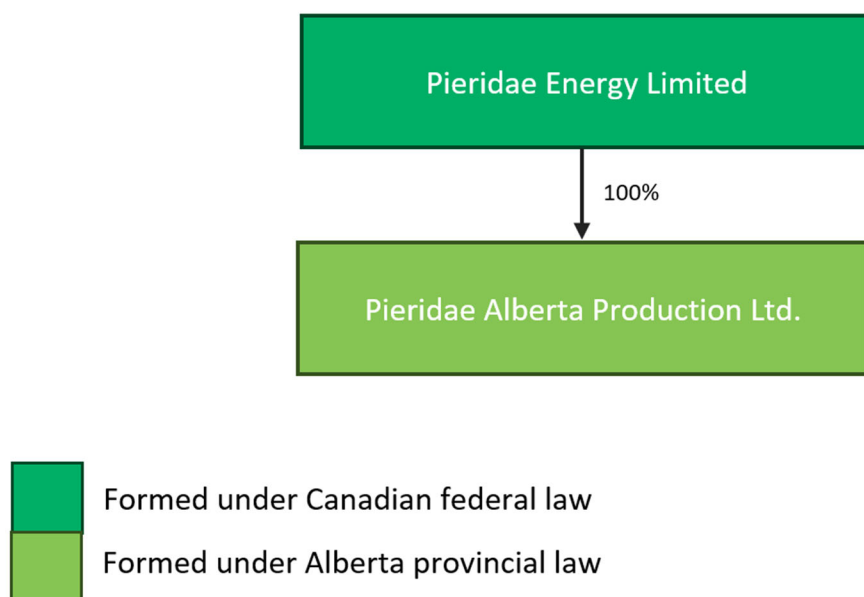 Pieridae Energy Limited
100%
Pieridae Alberta Production Ltd.
Formed under Canadian federal law
Formed under Alberta provincial law